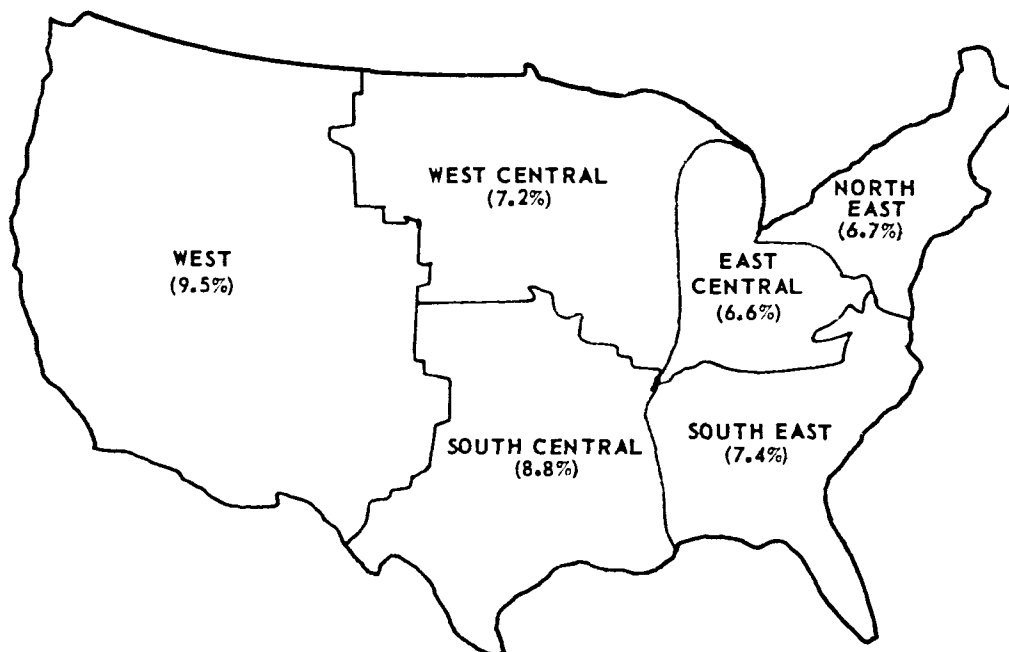 WEST CENTRAL
(7.2%)
NORTH
EAST
(6.7%)
WEST
(9.5%)
EAST
CENTRAL
(6.6%)
SOUTH EAST
(7.4%)
SOUTH CENTRAL
(8.8%)